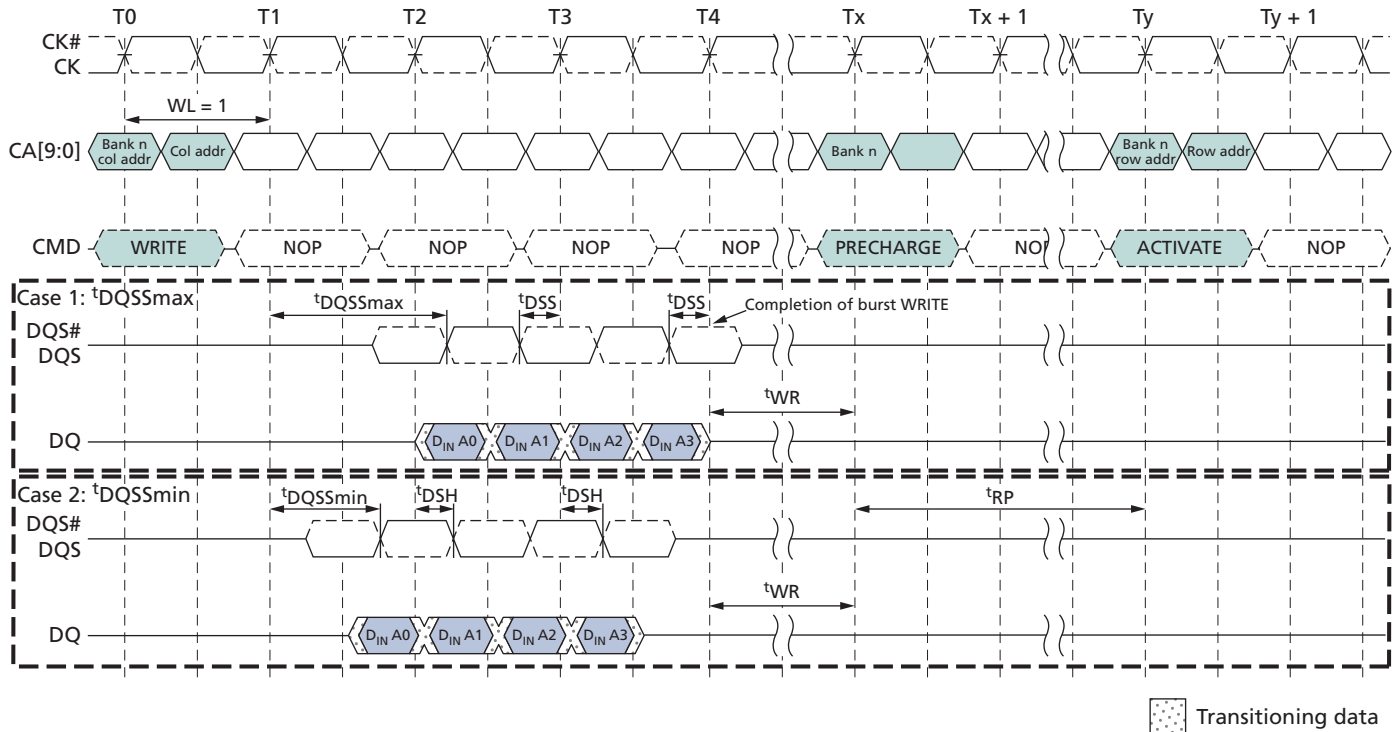 T0 T1 T2 T3 T4 Tx Tx + 1 Ty Ty + 1
CK#
CK
WL = 1
CA[9:0] Bank n col addr Col addr Bank n Bank n row addr Row addr
CMD WRITE NOP NOP NOP NOP PRECHARGE NOP ACTIVATE NOP
Case 1: tDQSSmax
tDQSSmax tDSS tDSS Completion of burst WRITE
DQS#
DQS
tWR
DQ DIN A0 DIN A1 DIN A2 DIN A3
Case 2: tDQSSmin
tDQSSmin tDSH tDSH tRP
DQS#
DQS
tWR
DQ DIN A0 DIN A1 DIN A2 DIN A3
Transitioning data